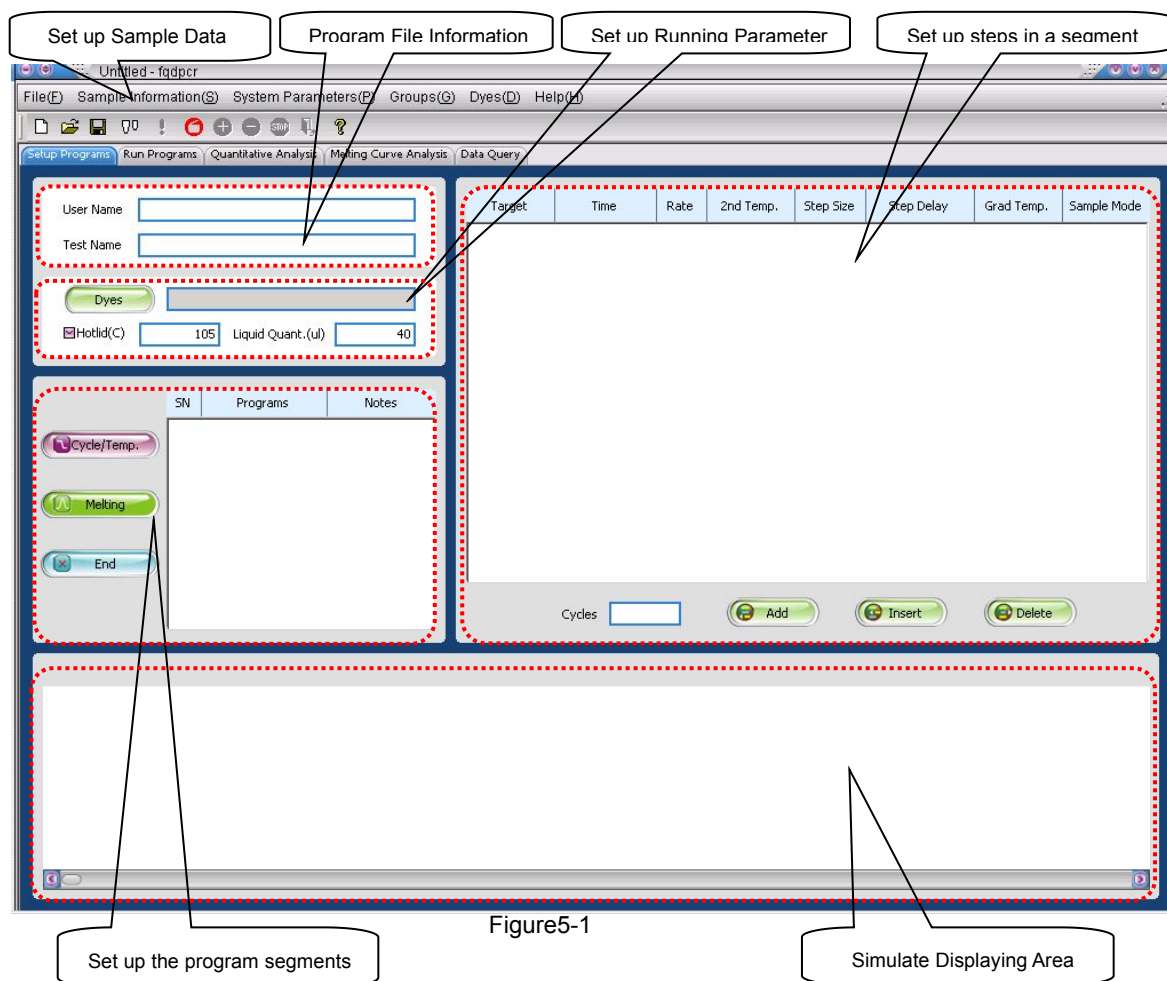 Set up Sample Data
Program File Information
Set up Running Parameter
Set up steps in a segment
Untitled - fqdpcr
File(F) Sample Information(S) System Parameters(P) Groups(G) Dyes(D) Help(H)
STOP
Setup Programs Run Programs Quantitative Analysis Melting Curve Analysis Data Query
User Name
Test Name
Dyes
Hotlid(C) 105 Liquid Quant.(ul) 40
Target Time Rate 2nd Temp. Step Size Step Delay Grad Temp. Sample Mode
SN Programs Notes
Cycle/Temp.
Melting
End
Cycles Add Insert Delete
Figure5-1
Set up the program segments
Simulate Displaying Area